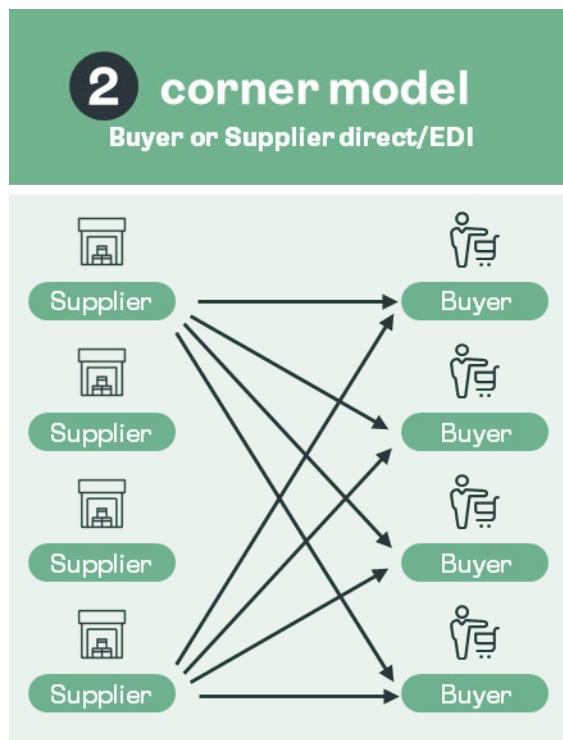 2 corner model
Buyer or Supplier direct/EDI
Supplier
Buyer
Supplier
Buyer
Supplier
Buyer
Supplier
Buyer